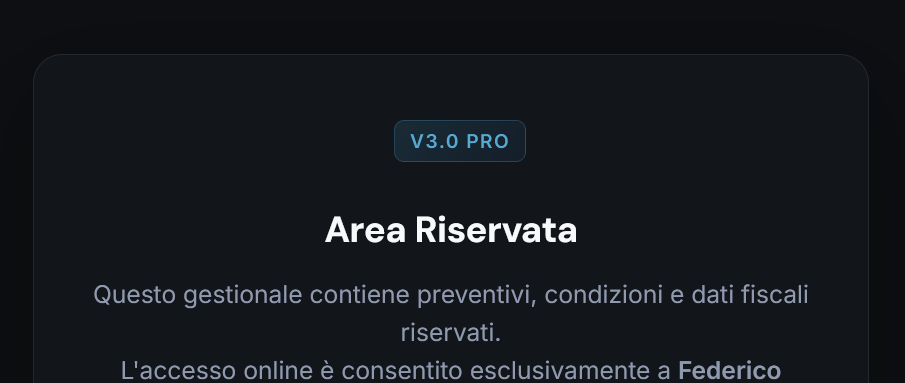 V3.0 PRO
Area Riservata
Questo gestionale contiene preventivi, condizioni e dati fiscali
riservati.
L'accesso online è consentito esclusivamente a Federico